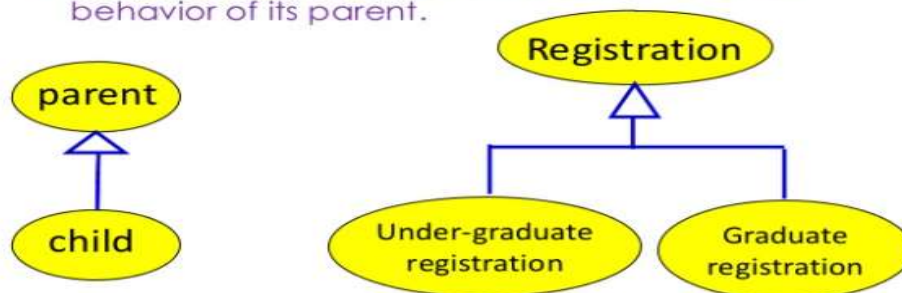 behavior of its parent.
parent
child
Registration
Under-graduate
registration
Graduate
registration